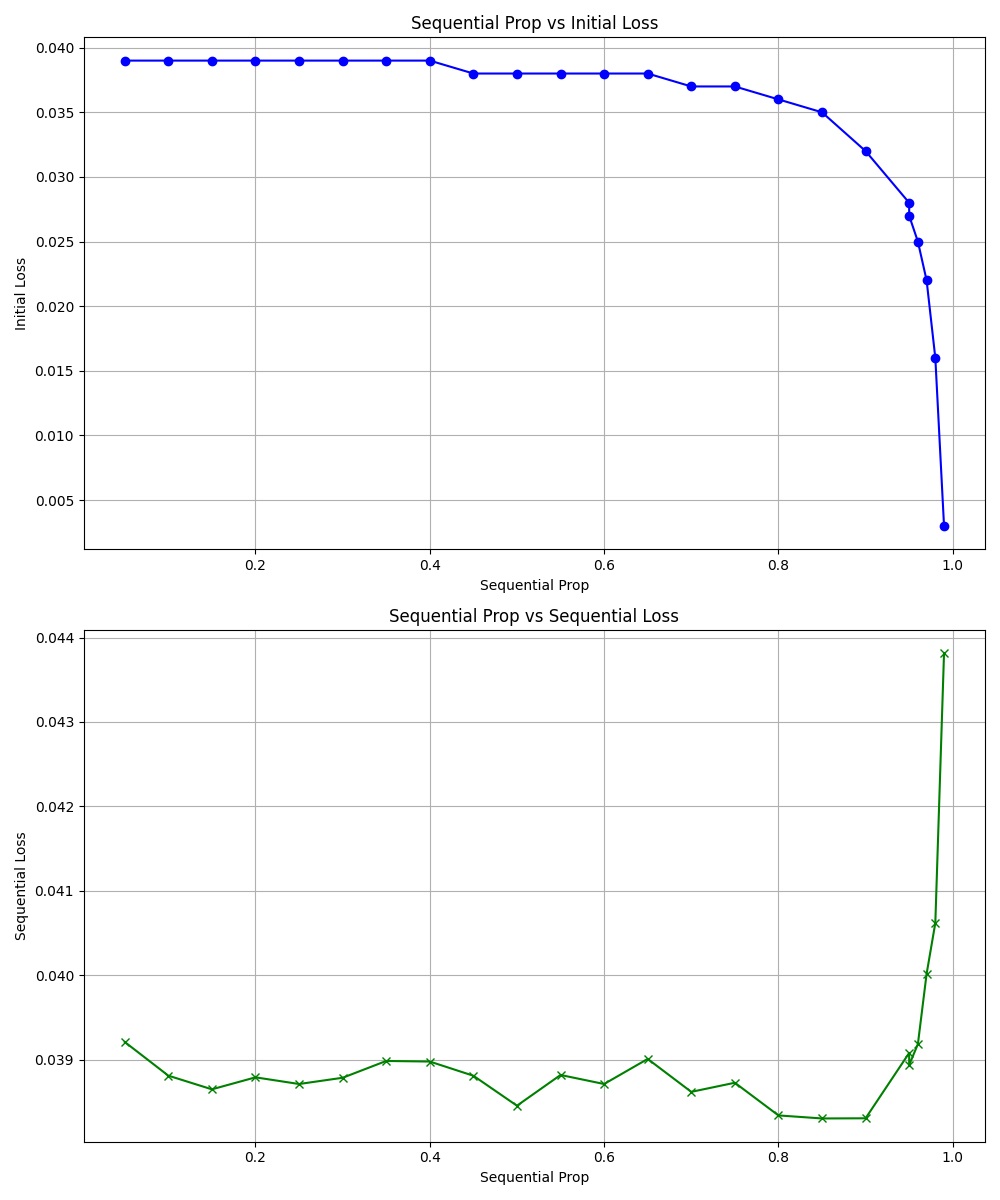 Sequential Prop vs Initial Loss
0.040
0.035
0.030
0.025
0.020
0.015
0.010
0.005
Initial Loss
0.2 0.4 0.6 0.8 1.0
Sequential Prop
Sequential Prop vs Sequential Loss
0.044
0.043
0.042
0.041
0.040
0.039
Sequential Loss
0.2 0.4 0.6 0.8 1.0
Sequential Prop